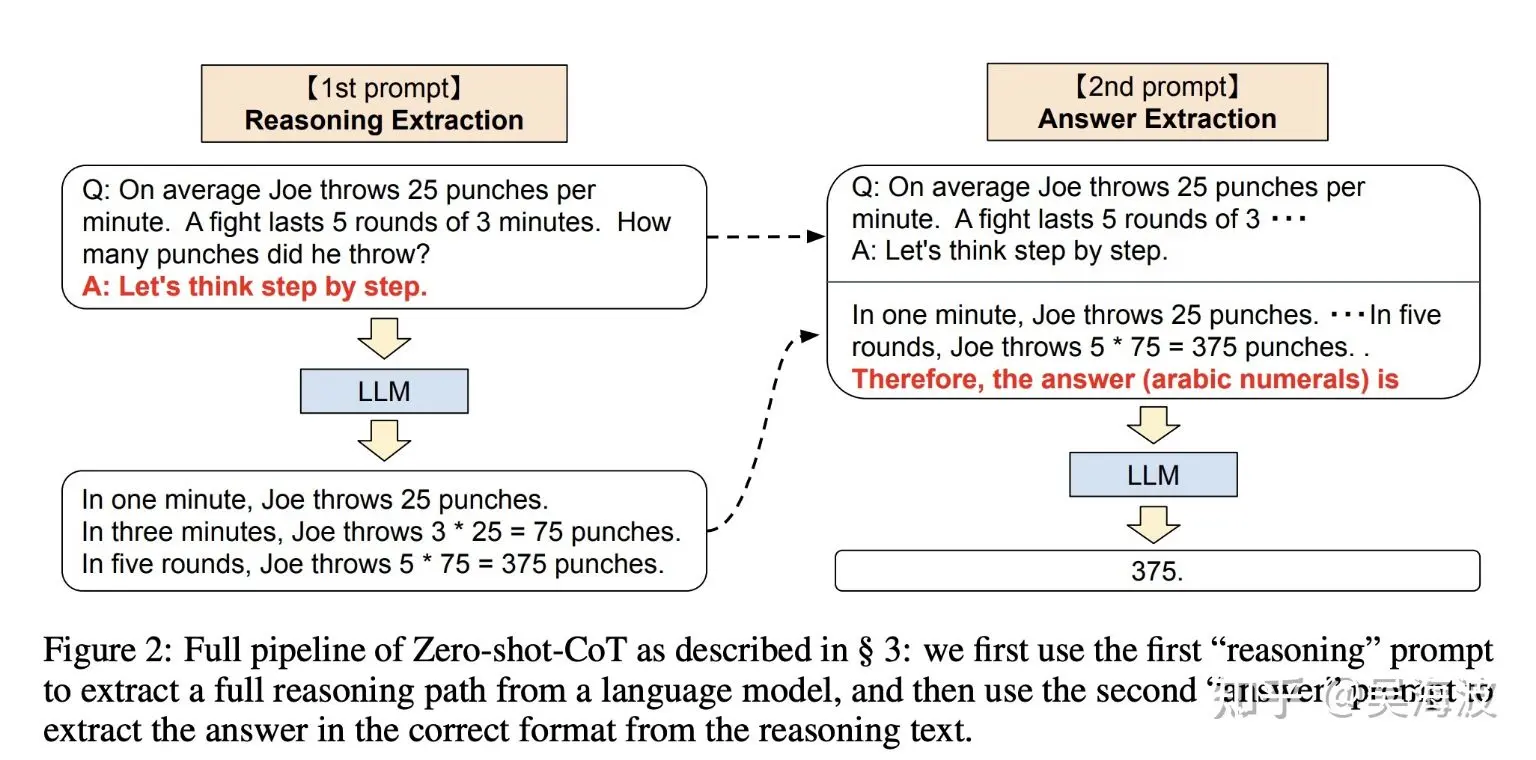 【1st prompt】
Reasoning Extraction
Q: On average Joe throws 25 punches per
minute.  A fight lasts 5 rounds of 3 minutes.  How
many punches did he throw?
A: Let's think step by step.
LLM
In one minute, Joe throws 25 punches.
In three minutes, Joe throws 3 * 25 = 75 punches.
In five rounds, Joe throws 5 * 75 = 375 punches.
【2nd prompt】
Answer Extraction
Q: On average Joe throws 25 punches per
minute.  A fight lasts 5 rounds of 3 ･･･
A: Let's think step by step.
In one minute, Joe throws 25 punches. ･･･In five
rounds, Joe throws 5 * 75 = 375 punches. .
Therefore, the answer (arabic numerals) is
LLM
375.
Figure 2: Full pipeline of Zero-shot-CoT as described in § 3: we first use the first “reasoning” prompt
to extract a full reasoning path from a language model, and then use the second “answer” prompt to
extract the answer in the correct format from the reasoning text.
知乎 @吴海波